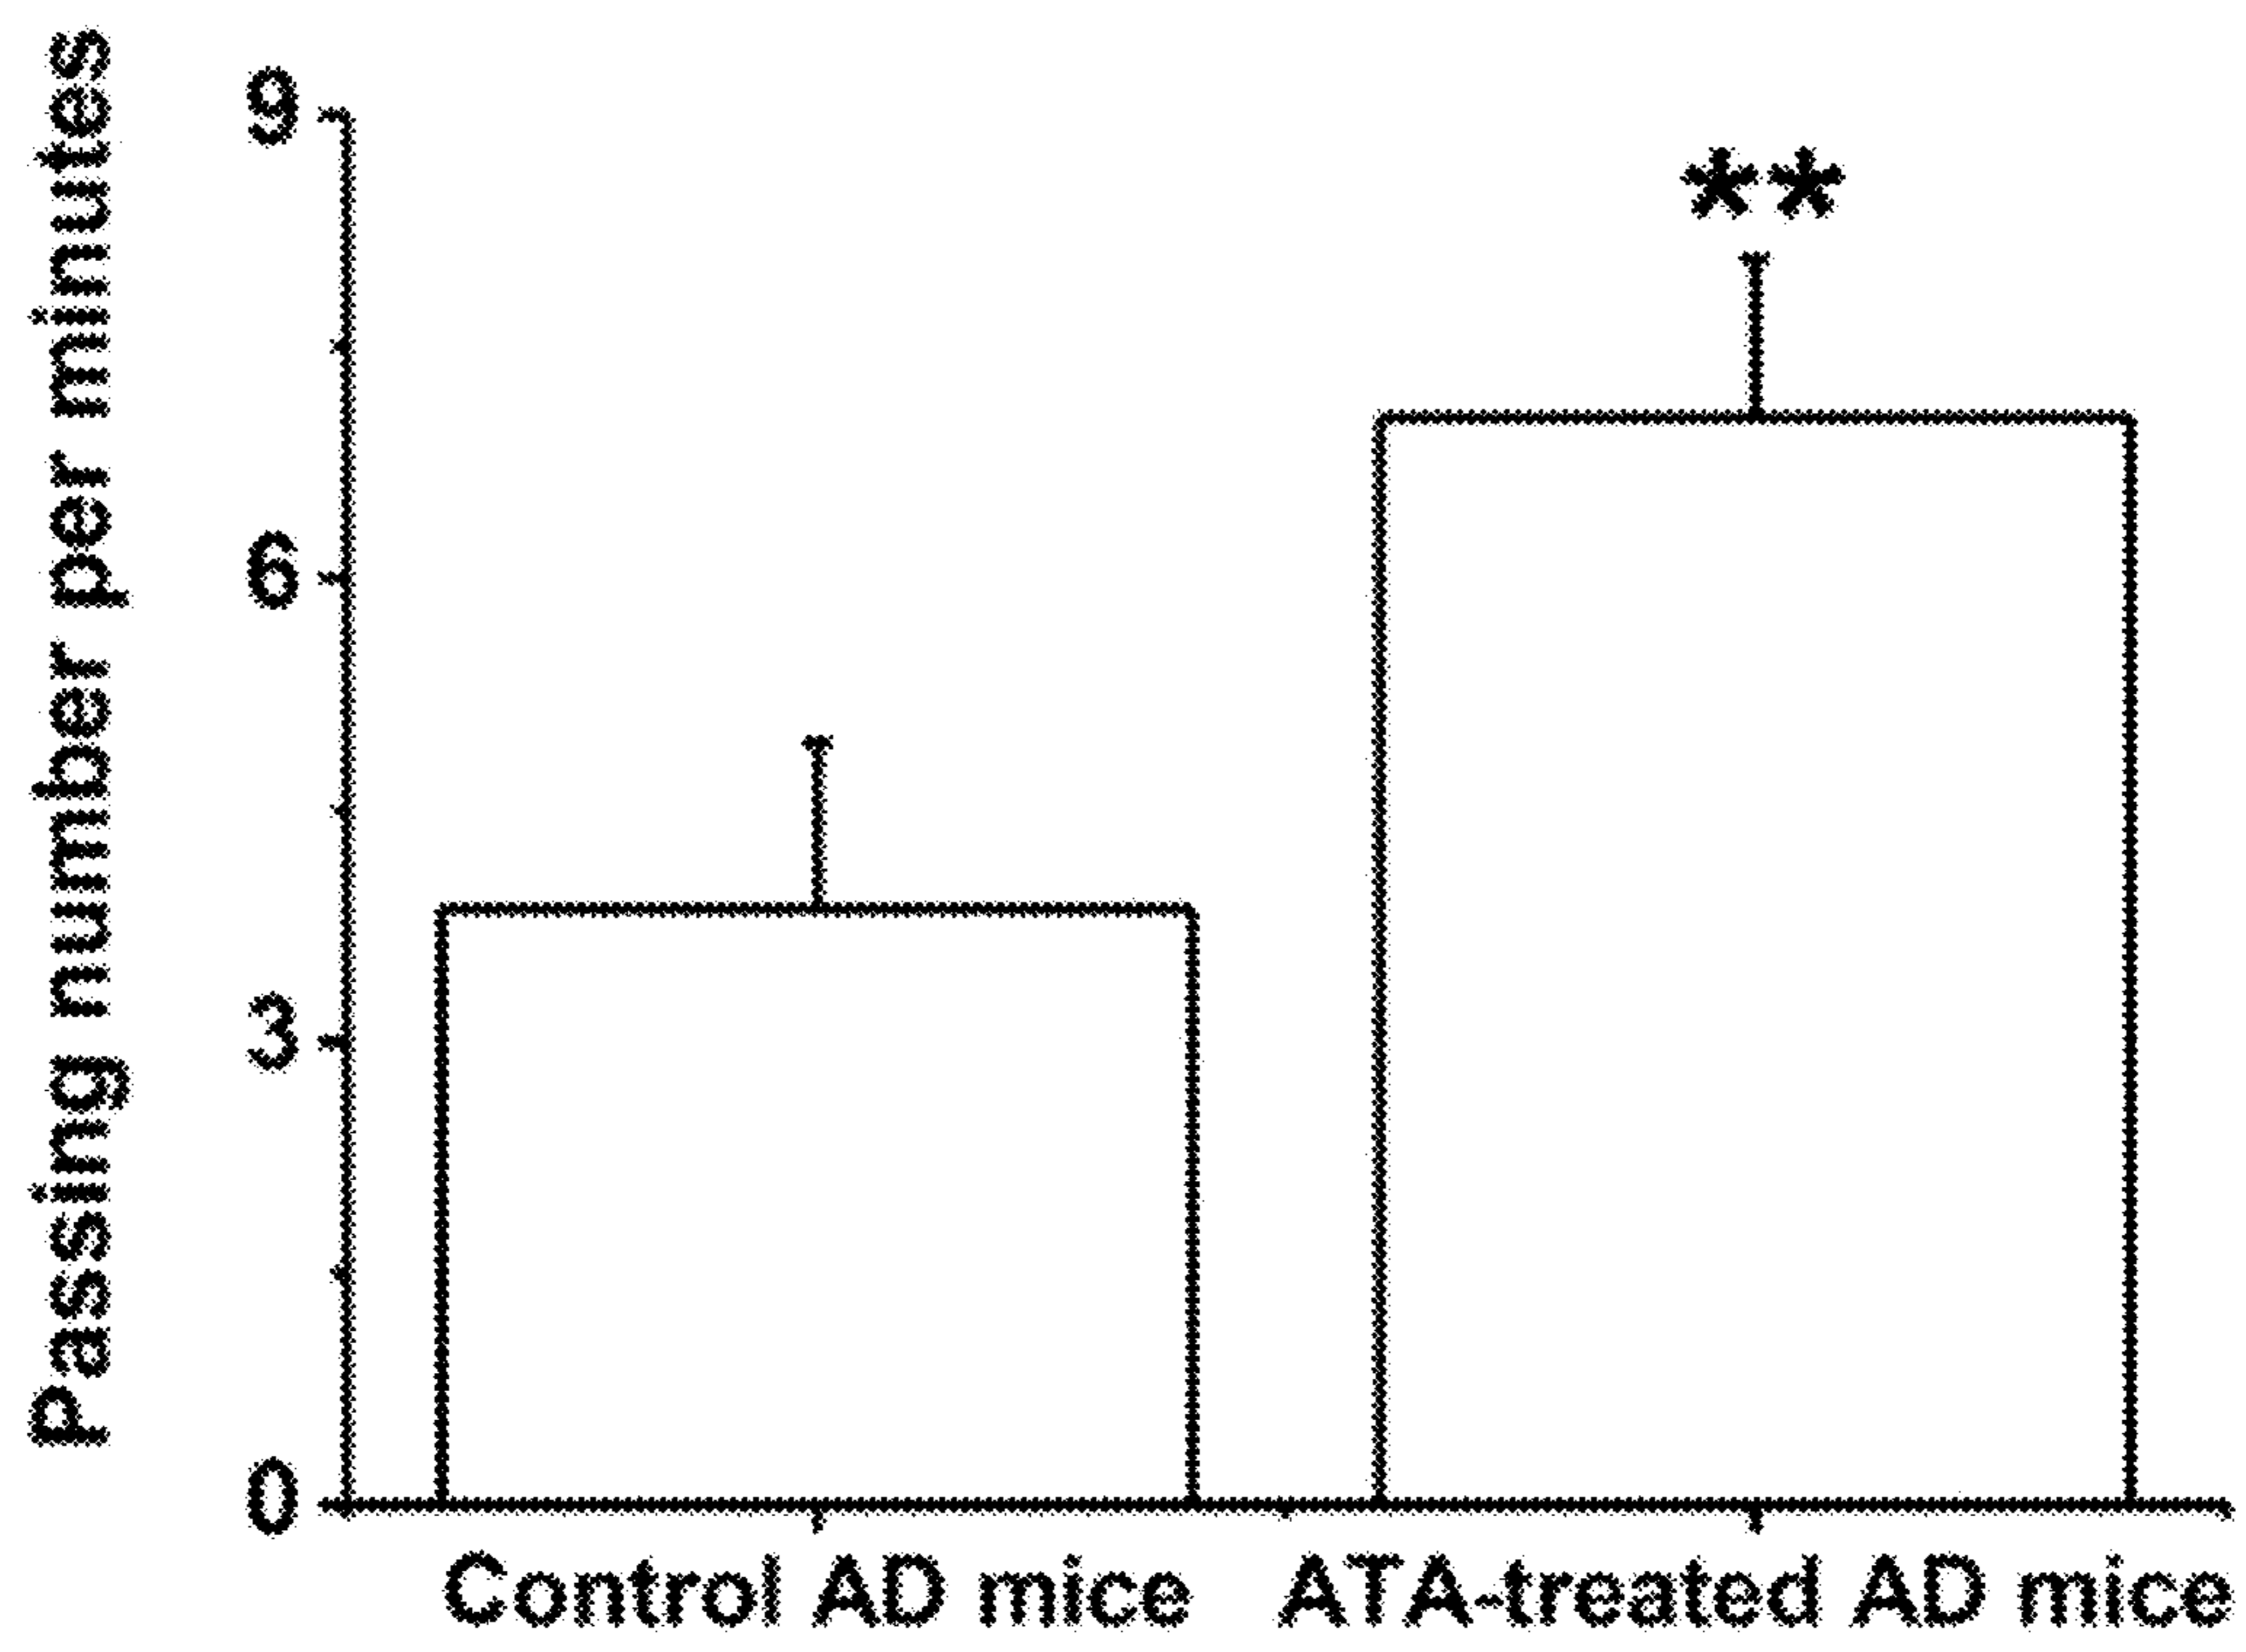 Passing number per minutes
9
**
6
3
0
Control AD mice ATA-treated AD mice